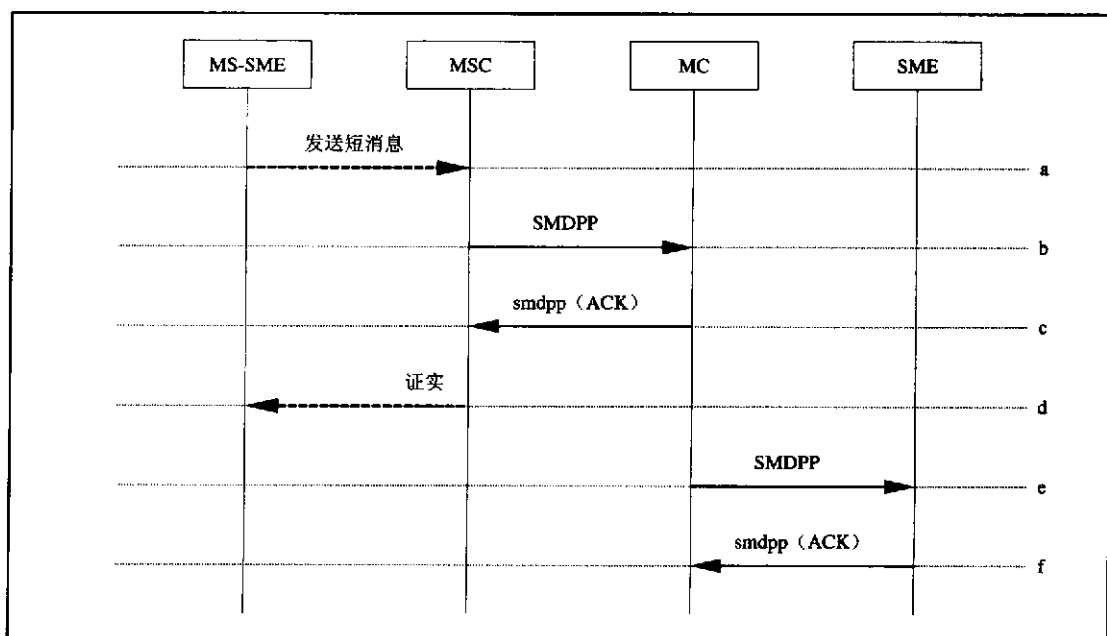 MS-SME MSC MC SME
发送短消息
a
SMDPP
b
smdpp（ACK）
c
证实
d
SMDPP
e
smdpp（ACK）
f